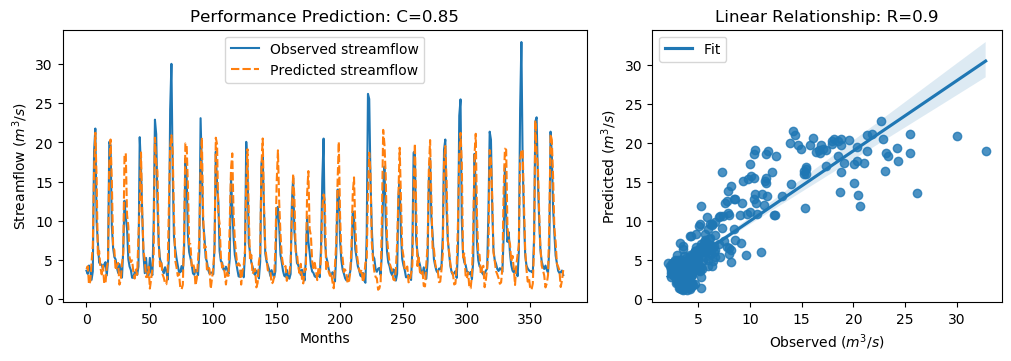 Performance Prediction: C=0.85
Streamflow (m³/s)
30
25
20
15
10
5
0
Observed streamflow
Predicted streamflow
0 50 100 150 200 250 300 350
Months
Linear Relationship: R=0.9
Predicted (m³/s)
30
25
20
15
10
5
0
Fit
5 10 15 20 25 30
Observed (m³/s)